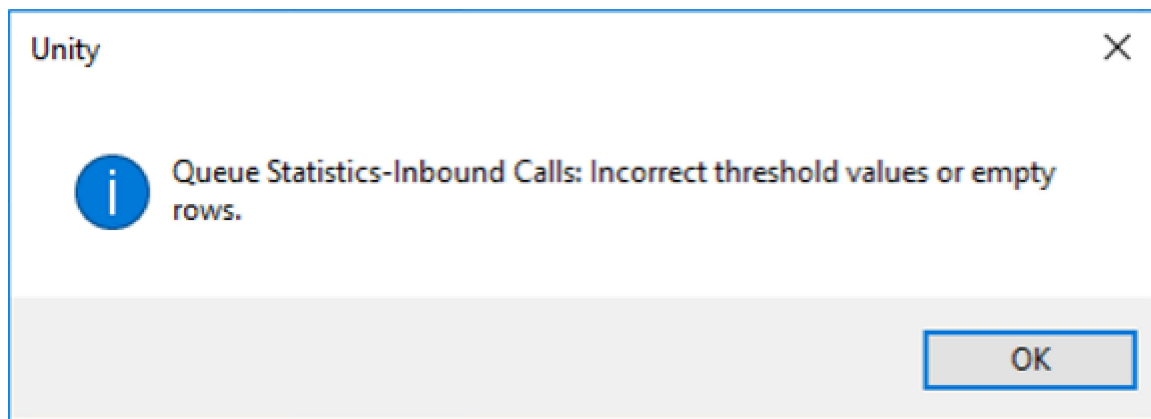 Unity
Queue Statistics-Inbound Calls: Incorrect threshold values or empty
rows.
OK